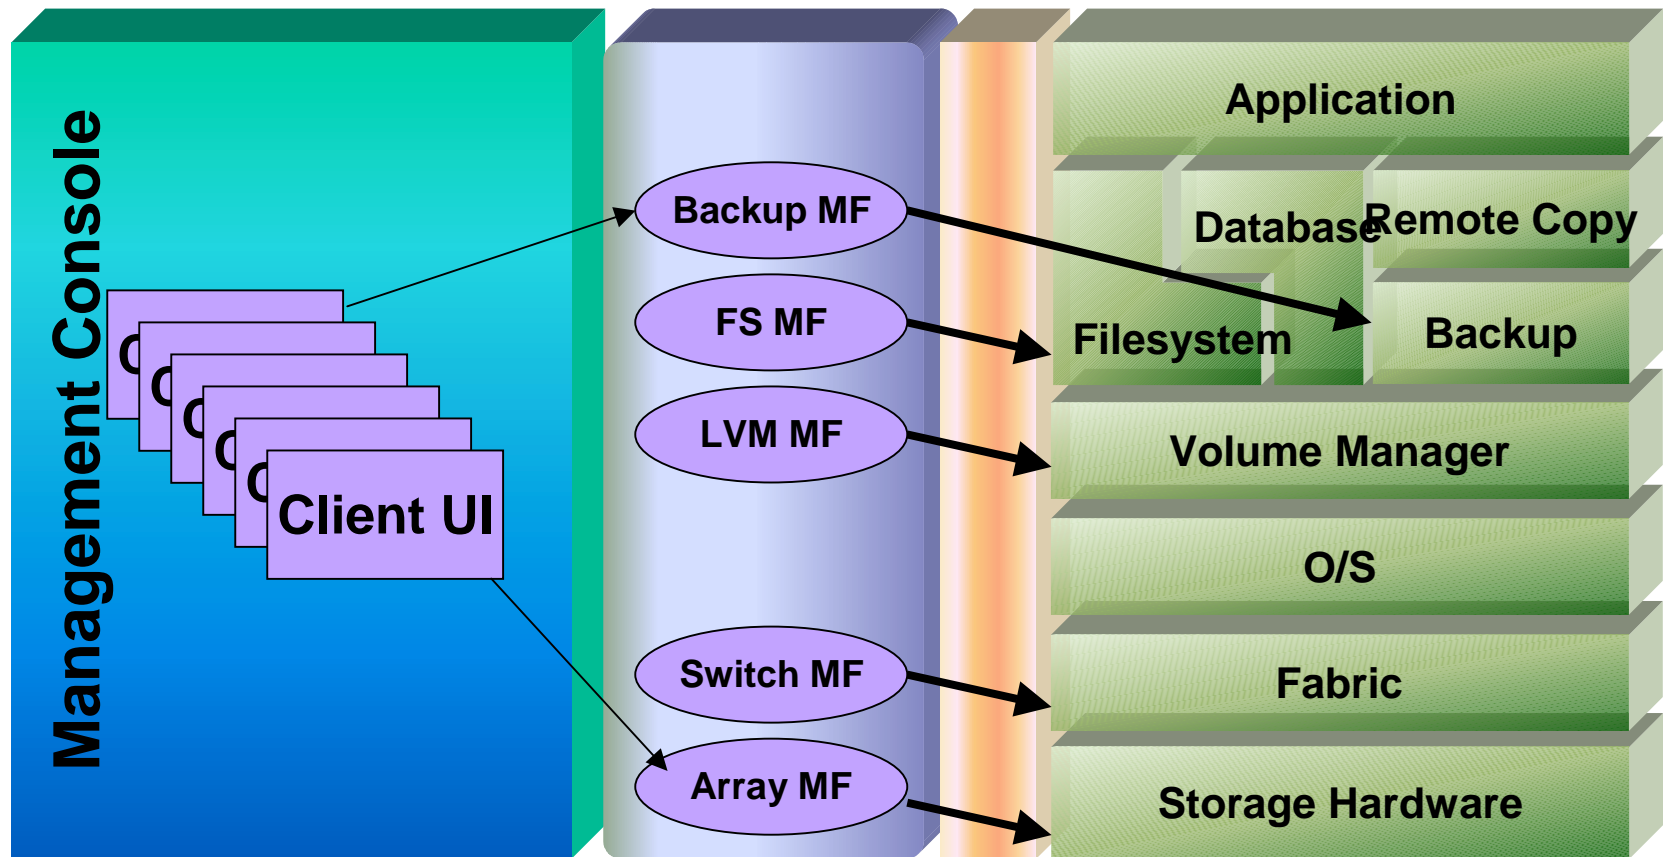 Management Console
C
C
C
C
C
Client UI
Backup MF
FS MF
LVM MF
Switch MF
Array MF
Application
Database
Remote Copy
Filesystem
Backup
Volume Manager
O/S
Fabric
Storage Hardware